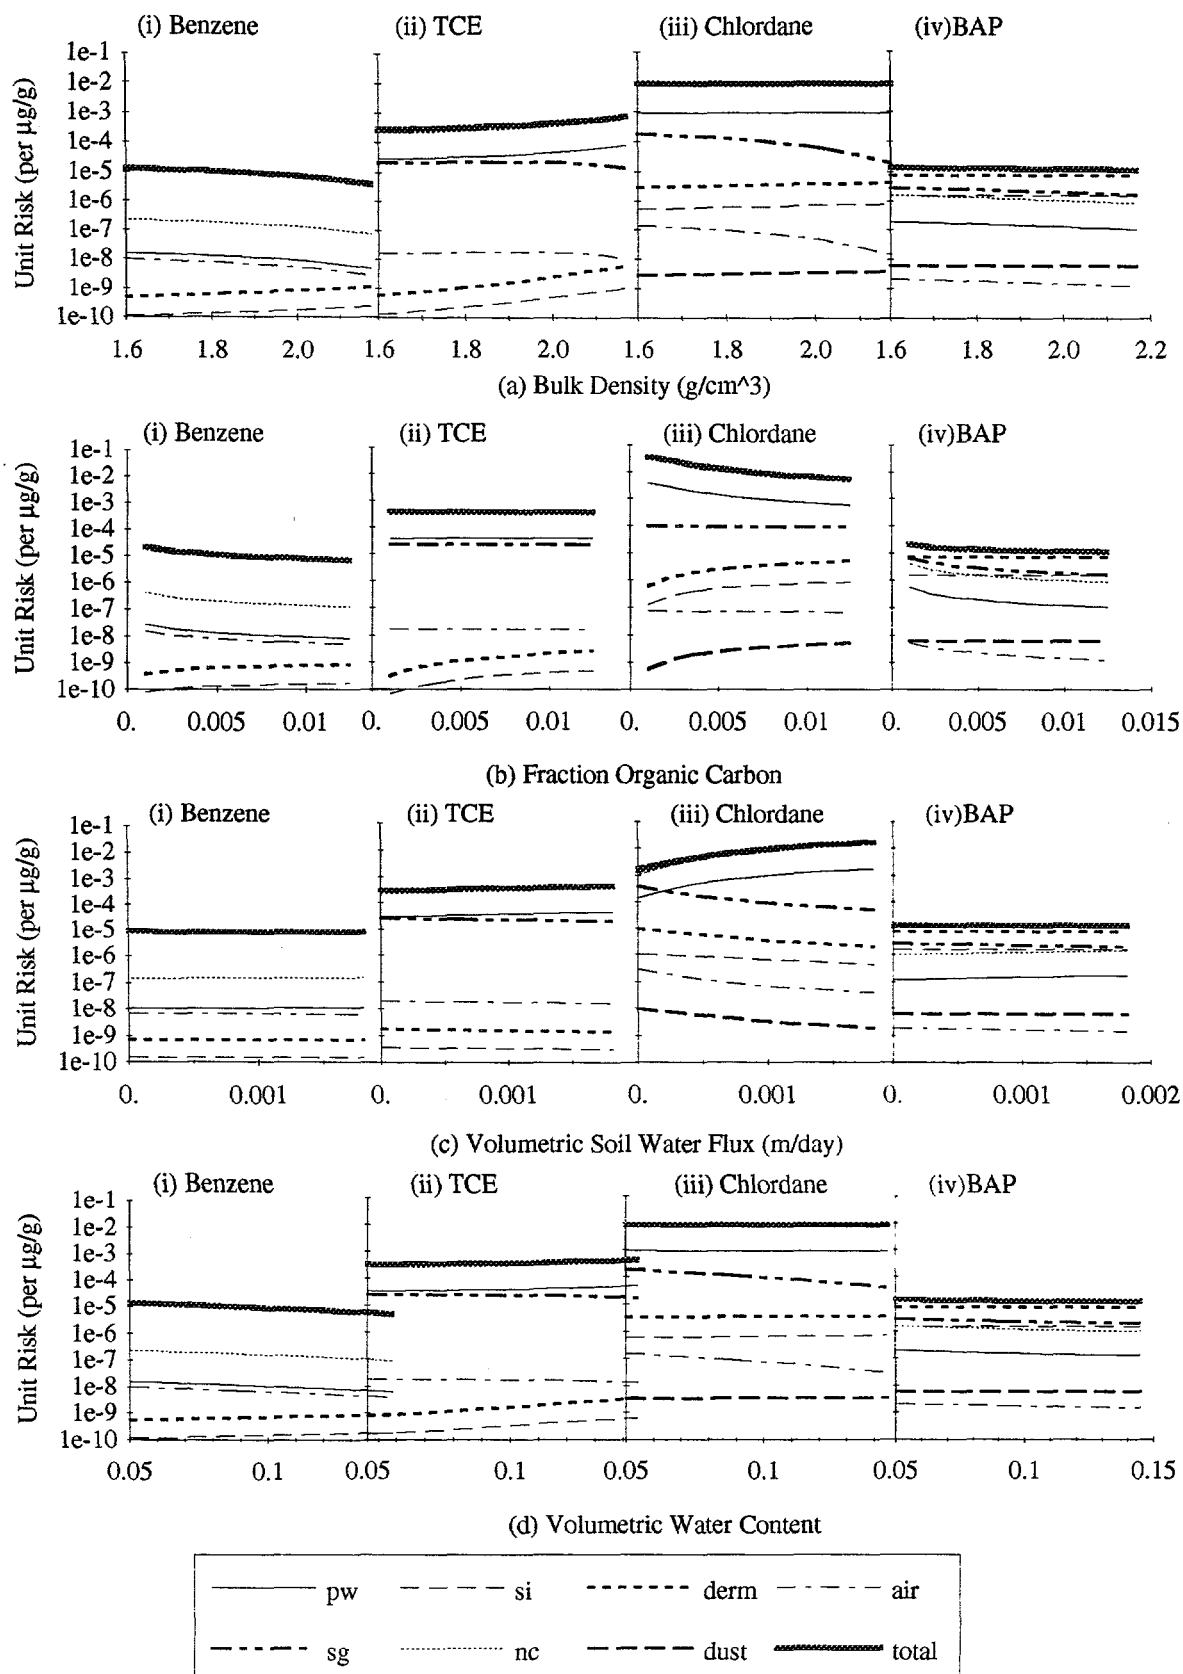 (i) Benzene (ii) TCE (iii) Chlordane (iv)BAP
Unit Risk (per µg/g)
1e-1
1e-2
1e-3
1e-4
1e-5
1e-6
1e-7
1e-8
1e-9
1e-10
1.6 1.8 2.0 1.6 1.8 2.0 1.6 1.8 2.0 1.6 1.8 2.0 2.2
(a) Bulk Density (g/cm^3)
(i) Benzene (ii) TCE (iii) Chlordane (iv)BAP
Unit Risk (per µg/g)
1e-1
1e-2
1e-3
1e-4
1e-5
1e-6
1e-7
1e-8
1e-9
1e-10
0. 0.005 0.01 0. 0.005 0.01 0. 0.005 0.01 0. 0.005 0.01 0.015
(b) Fraction Organic Carbon
(i) Benzene (ii) TCE (iii) Chlordane (iv)BAP
Unit Risk (per µg/g)
1e-1
1e-2
1e-3
1e-4
1e-5
1e-6
1e-7
1e-8
1e-9
1e-10
0. 0.001 0. 0.001 0. 0.001 0. 0.001 0.002
(c) Volumetric Soil Water Flux (m/day)
(i) Benzene (ii) TCE (iii) Chlordane (iv)BAP
Unit Risk (per µg/g)
1e-1
1e-2
1e-3
1e-4
1e-5
1e-6
1e-7
1e-8
1e-9
1e-10
0.05 0.1 0.05 0.1 0.05 0.1 0.05 0.1 0.15
(d) Volumetric Water Content
pw si derm air
sg nc dust total